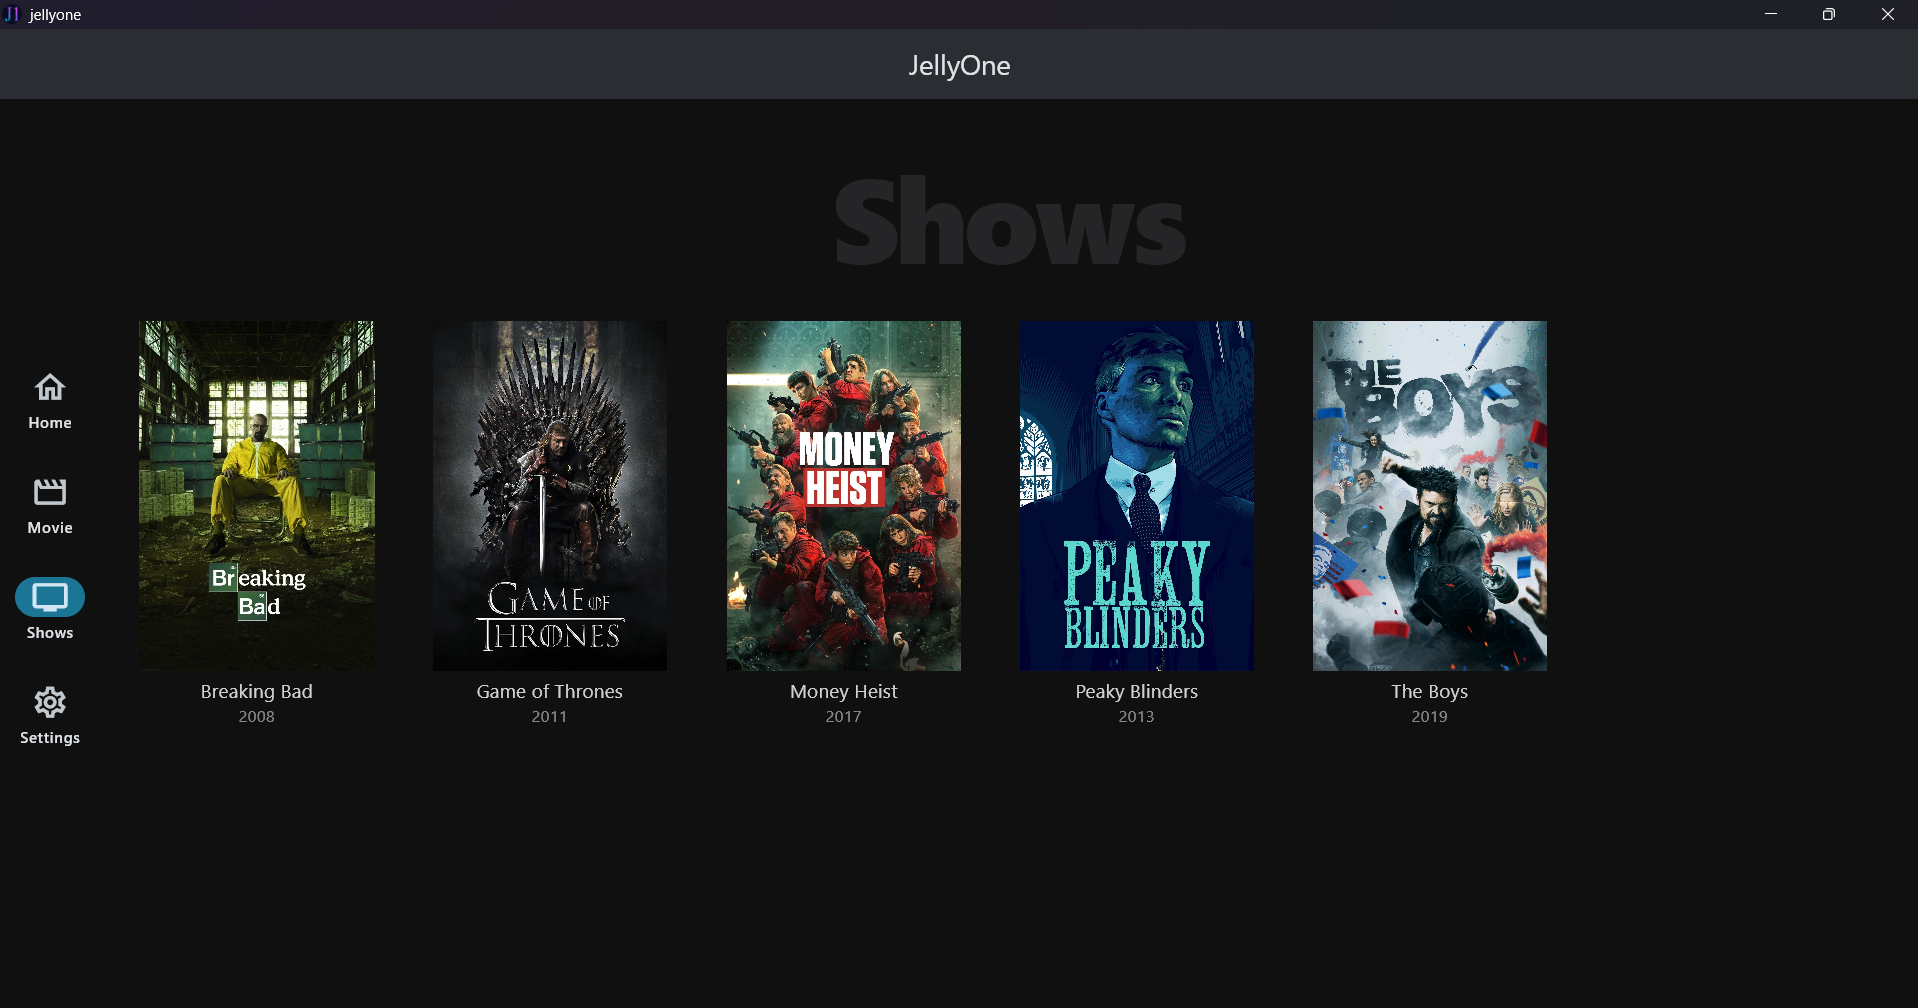 jellyone
JellyOne
Shows
Home
Movie
Shows
Settings
Breaking
Bad
GAME OF
THRONES
MONEY
HEIST
PEAKY
BLINDERS
THE
BOYS
Breaking Bad
2008
Game of Thrones
2011
Money Heist
2017
Peaky Blinders
2013
The Boys
2019